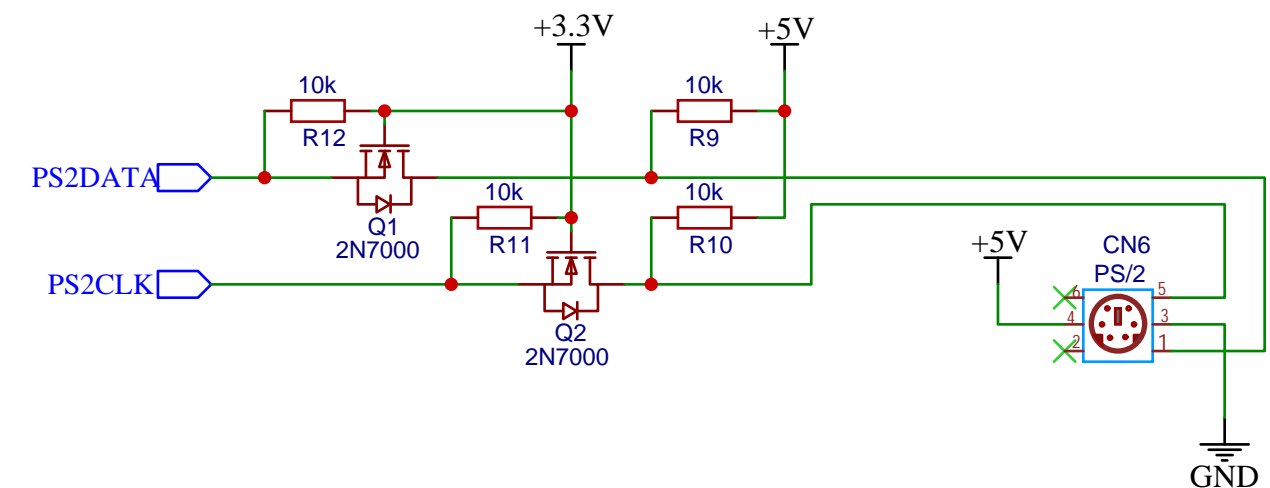 +3.3V
+5V
10k
10k
R12
R9
PS2DATA
10k
10k
Q1
2N7000
R11
R10
+5V
CN6
PS/2
PS2CLK
6
5
4
3
2
1
Q2
2N7000
GND